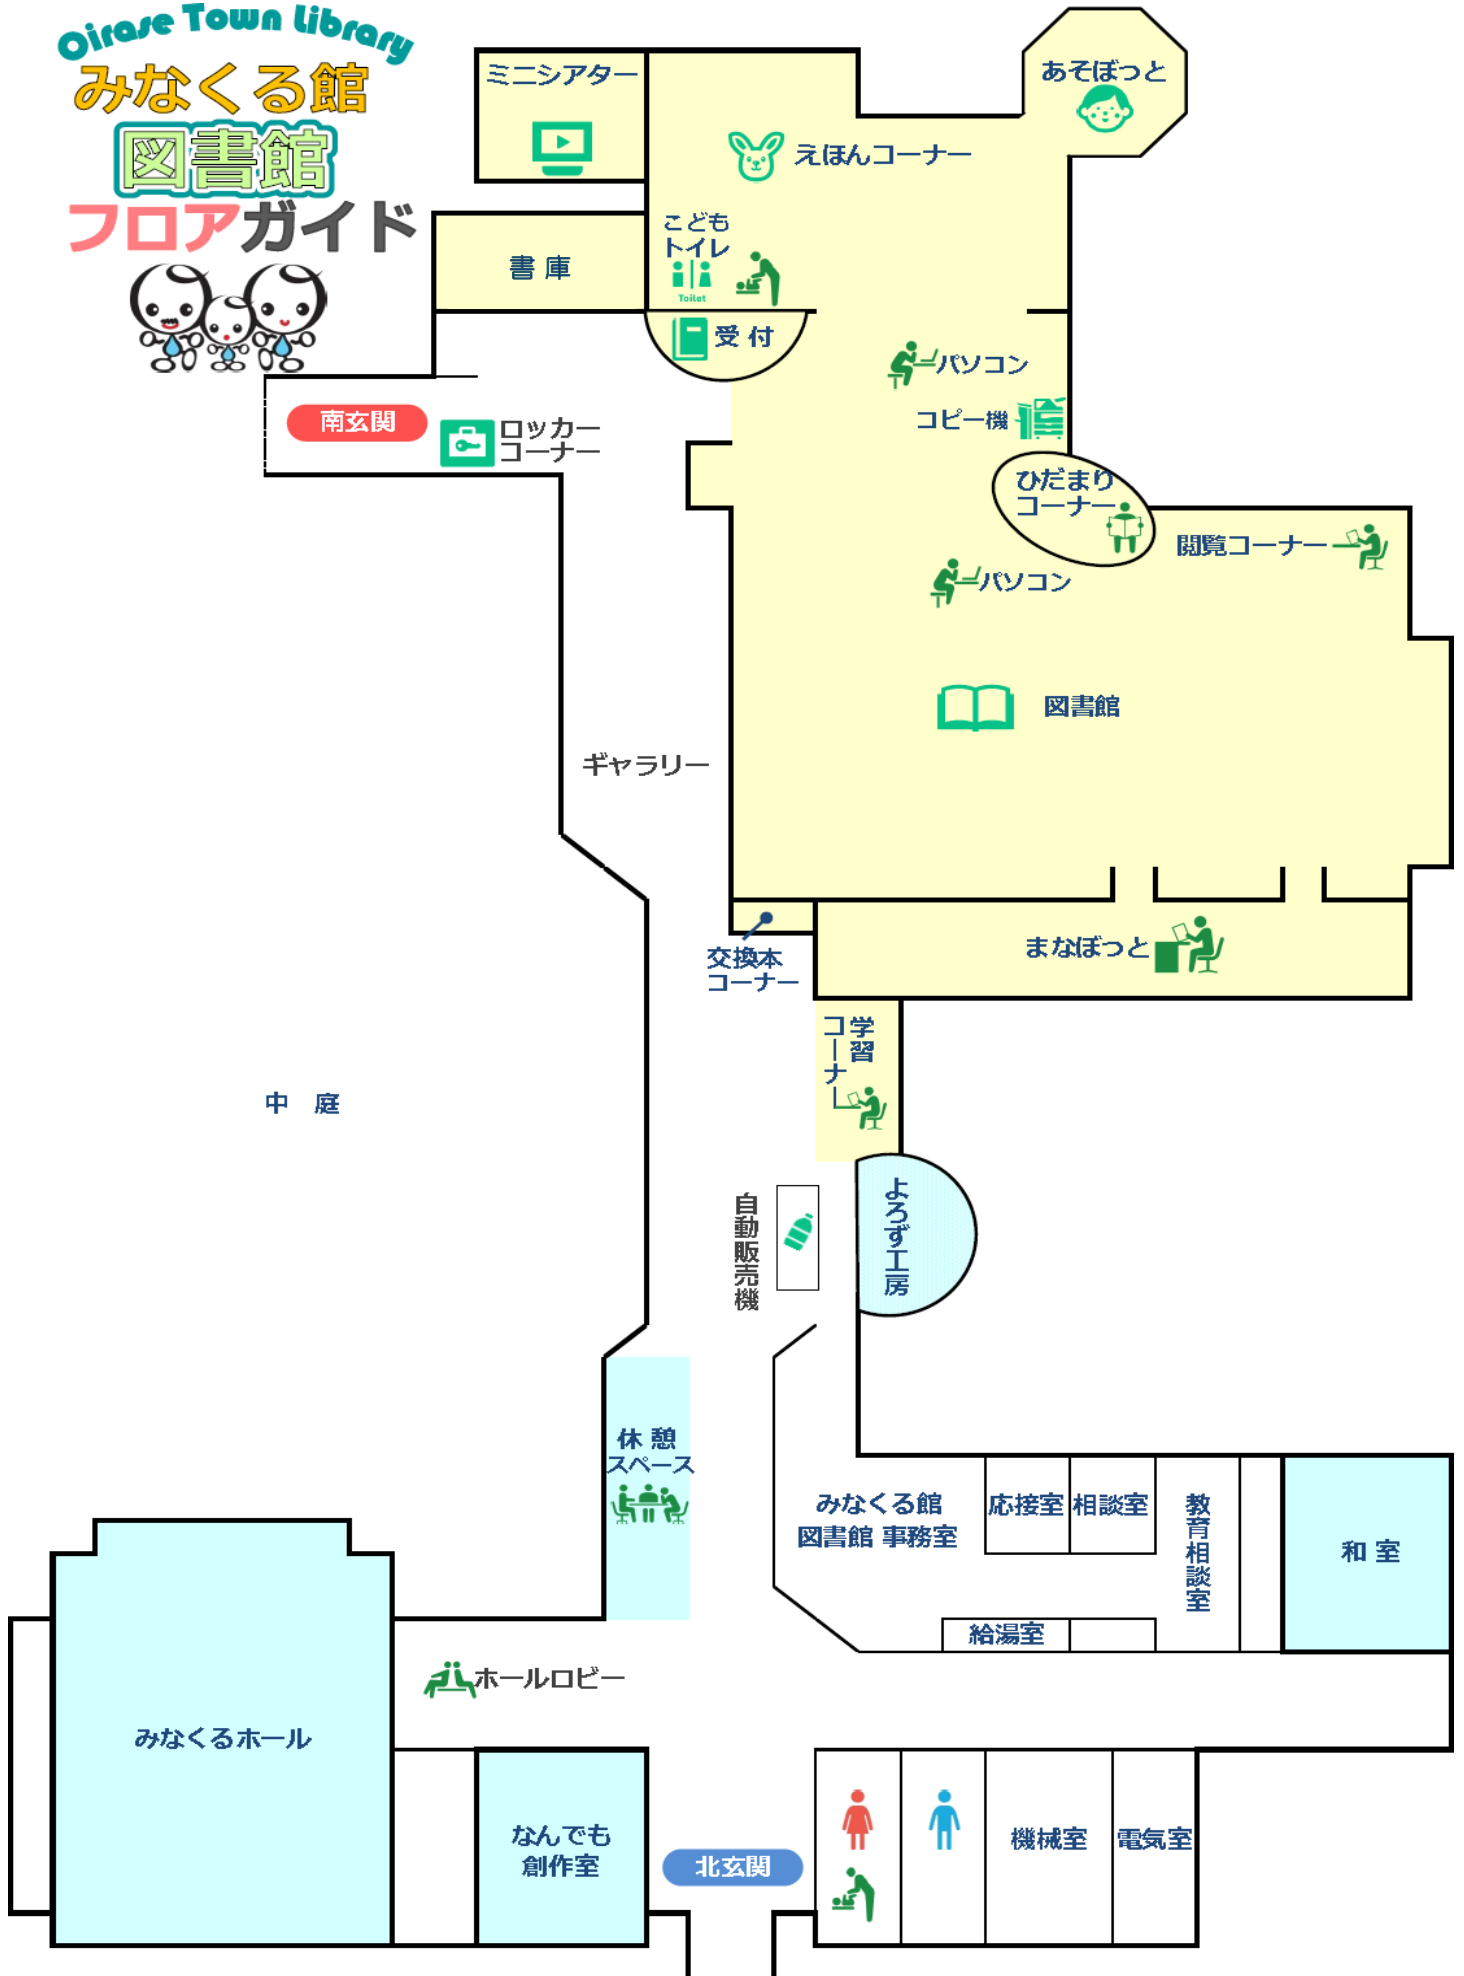 Oirase Town Library
みなくる館
図書館
フロアガイド
ミニシアター
あそぼっと
えほんコーナー
こども
トイレ
Toilet
書庫
受付
パソコン
コピー機
南玄関
ロッカー
コーナー
ひだまり
コーナー
閲覧コーナー
パソコン
図書館
ギャラリー
交換本
コーナー
まなぼっと
学習
コーナー
中 庭
自動販売機
よろず工房
休憩
スペース
みなくる館
図書館 事務室
応接室
相談室
教育相談室
和室
給湯室
ホールロビー
みなくるホール
なんでも
創作室
北玄関
機械室
電気室